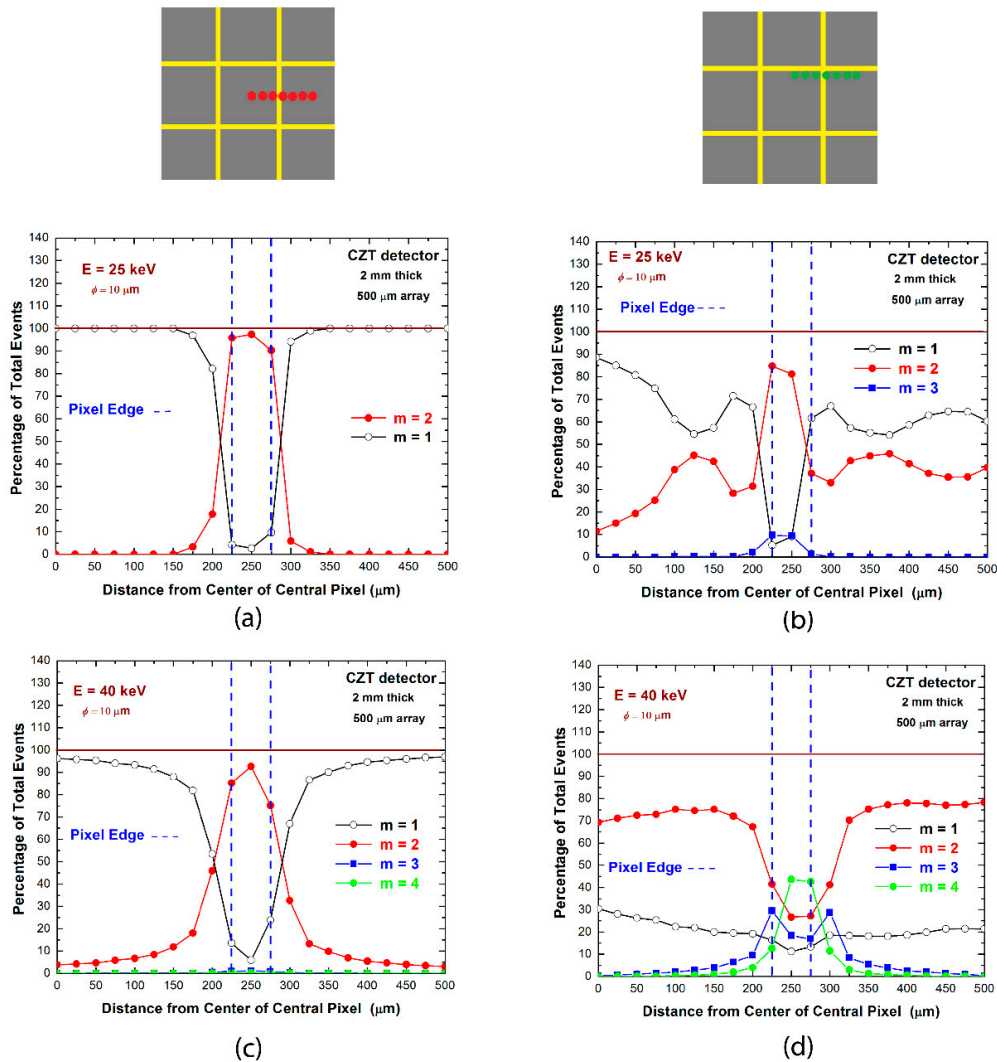 140
130
120
110
100
90
80
70
60
50
40
30
20
10
0
Percentage of Total Events
E = 25 keV
ϕ = 10 μm
CZT detector
2 mm thick
500 μm array
Pixel Edge
m = 2
m = 1
0 50 100 150 200 250 300 350 400 450 500
Distance from Center of Central Pixel (μm)
(a)
140
130
120
110
100
90
80
70
60
50
40
30
20
10
0
Percentage of Total Events
E = 25 keV
ϕ = 10 μm
CZT detector
2 mm thick
500 μm array
Pixel Edge
m = 1
m = 2
m = 3
0 50 100 150 200 250 300 350 400 450 500
Distance from Center of Central Pixel (μm)
(b)
140
130
120
110
100
90
80
70
60
50
40
30
20
10
0
Percentage of Total Events
E = 40 keV
ϕ = 10 μm
CZT detector
2 mm thick
500 μm array
Pixel Edge
m = 1
m = 2
m = 3
m = 4
0 50 100 150 200 250 300 350 400 450 500
Distance from Center of Central Pixel (μm)
(c)
140
130
120
110
100
90
80
70
60
50
40
30
20
10
0
Percentage of Total Events
E = 40 keV
ϕ = 10 μm
CZT detector
2 mm thick
500 μm array
Pixel Edge
m = 1
m = 2
m = 3
m = 4
0 50 100 150 200 250 300 350 400 450 500
Distance from Center of Central Pixel (μm)
(d)